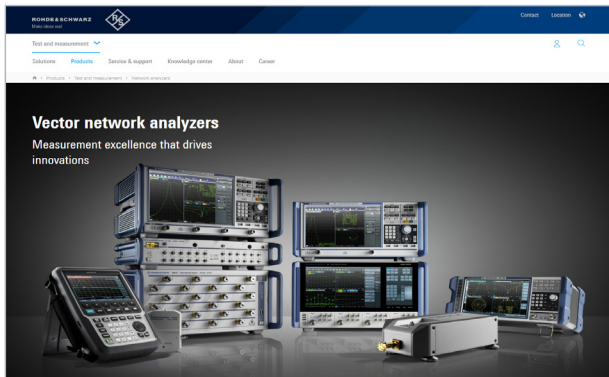 ROHDE&SCHWARZ
Make ideas real
R&S
Contact Location
Test and measurement
Solutions Products Service & support Knowledge center About Career
Products Test and measurement Network analyzers
Vector network analyzers
Measurement excellence that drives
innovations